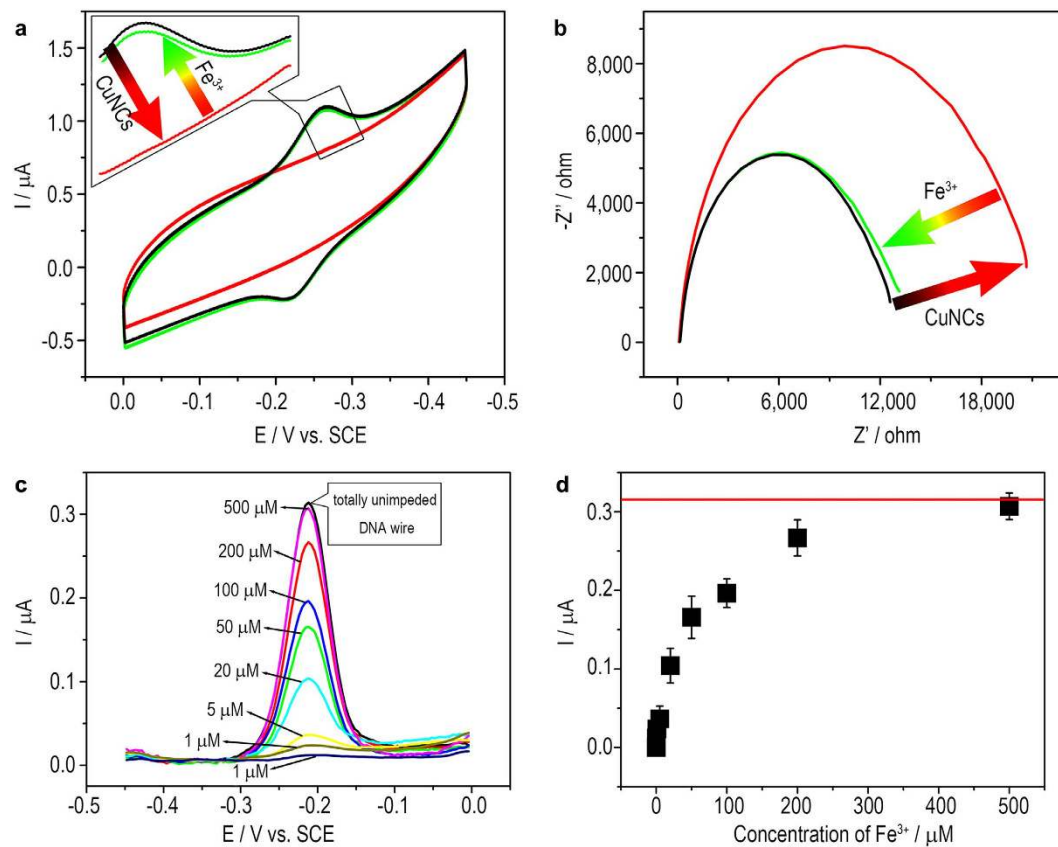 a
CuNCs
Fe³⁺
1.5
1.0
0.5
0.0
-0.5
I / μA
0.0
-0.1
-0.2
-0.3
-0.4
-0.5
E / V vs. SCE
b
8,000
6,000
4,000
2,000
0
-Z'' / ohm
Fe³⁺
CuNCs
0
6,000
12,000
18,000
Z' / ohm
c
totally unimpeded
DNA wire
500 μM
200 μM
100 μM
50 μM
20 μM
5 μM
1 μM
1 μM
0.3
0.2
0.1
0.0
I / μA
-0.5
-0.4
-0.3
-0.2
-0.1
0.0
E / V vs. SCE
d
0.3
0.2
0.1
0.0
I / μA
0
100
200
300
400
500
Concentration of Fe³⁺ / μM